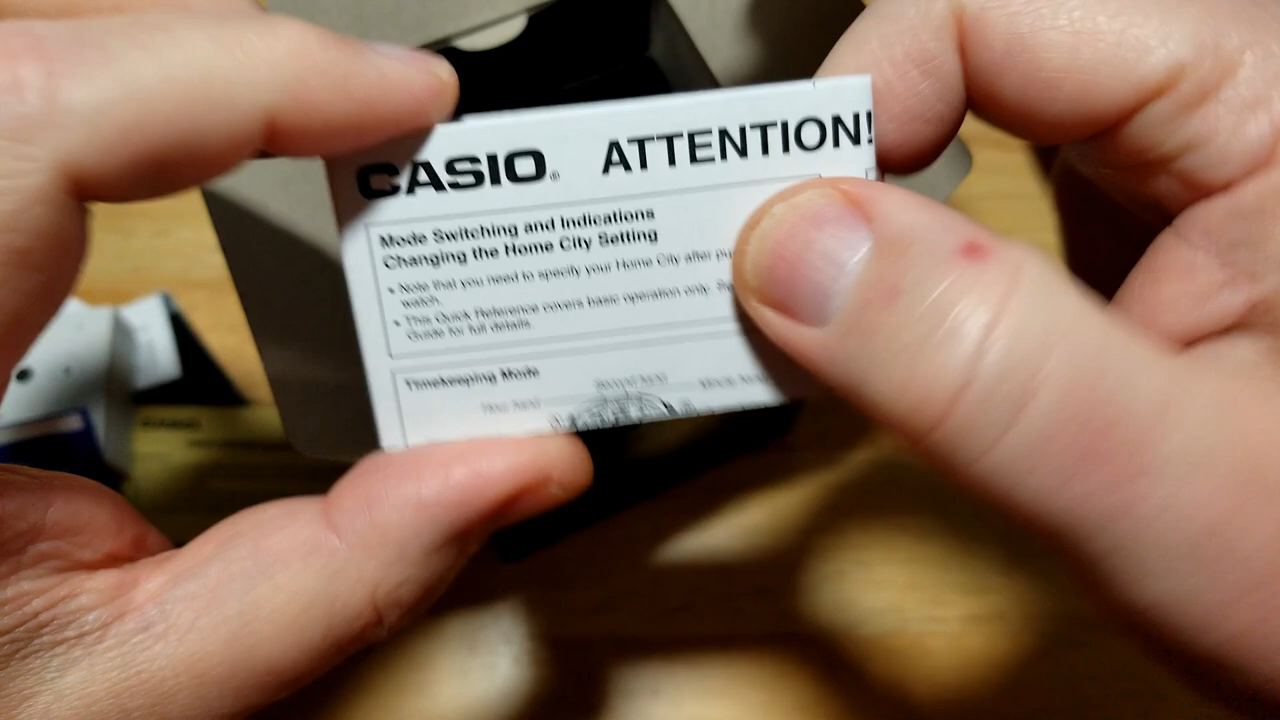 CASIO® ATTENTION!
Mode Switching and Indications
Changing the Home City Setting
• Note that you need to specify your Home City after
watch.
• This Quick Reference covers basic operation only.
Guide for full details.
Timekeeping Mode